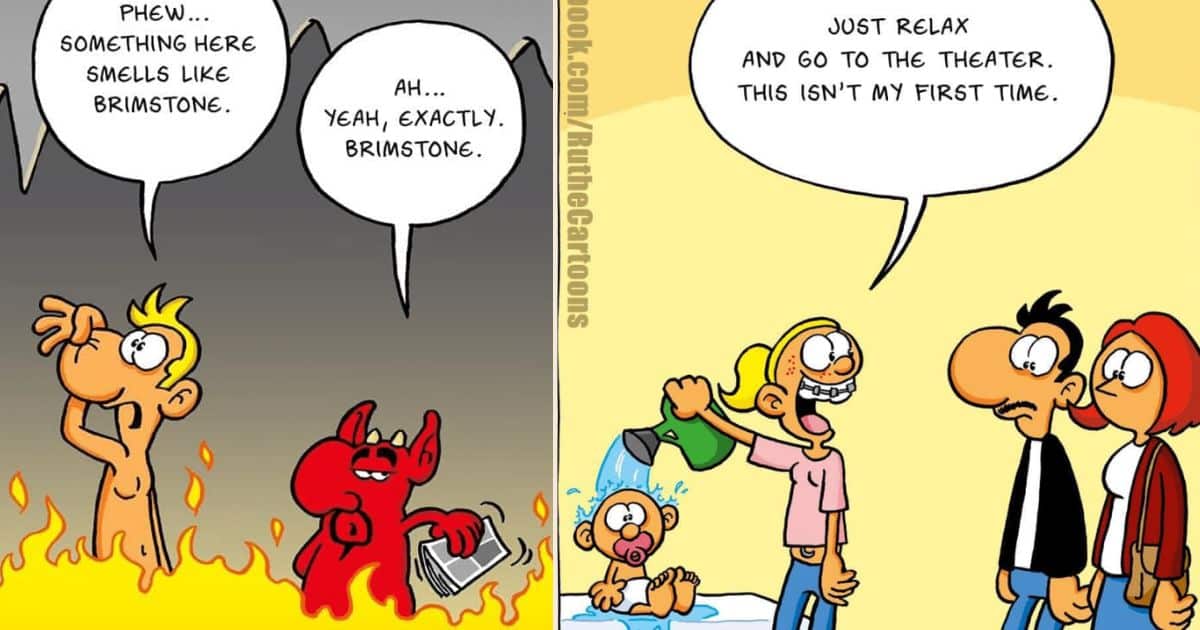 PHEW...
SOMETHING HERE
SMELLS LIKE
BRIMSTONE.
AH...
YEAH, EXACTLY.
BRIMSTONE.
ook.com/RutheCartoons
JUST RELAX
AND GO TO THE THEATER.
THIS ISN'T MY FIRST TIME.